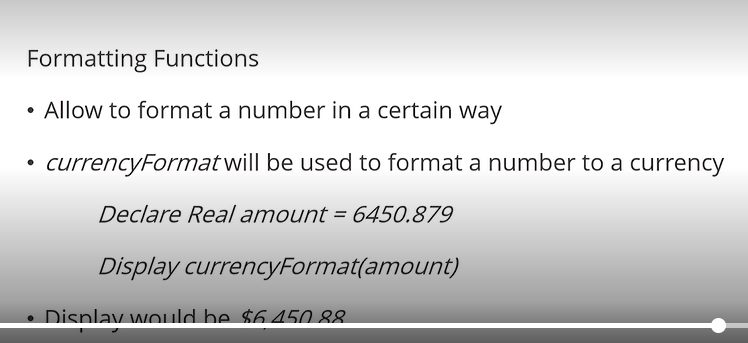 Formatting Functions
• Allow to format a number in a certain way
• currencyFormat will be used to format a number to a currency
Declare Real amount = 6450.879
Display currencyFormat(amount)
• Display would be $6,450.88